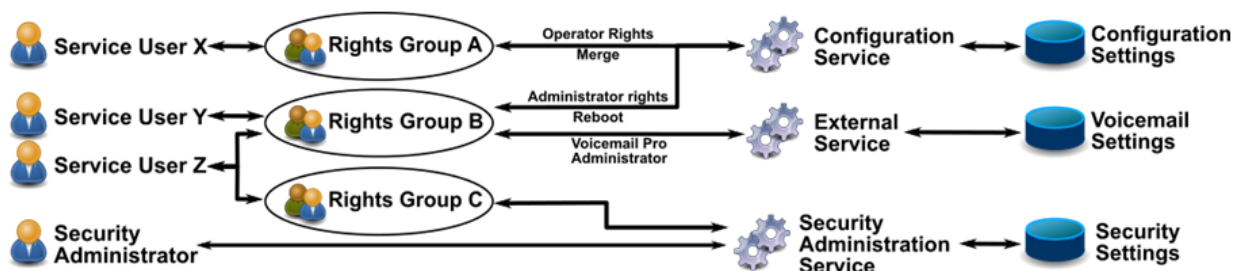 Service User X
Rights Group A
Operator Rights
Merge
Configuration
Service
Configuration
Settings
Service User Y
Rights Group B
Administrator rights
Reboot
Voicemail Pro
Administrator
External
Service
Voicemail
Settings
Service User Z
Rights Group C
Security
Administrator
Security
Administration
Service
Security
Settings